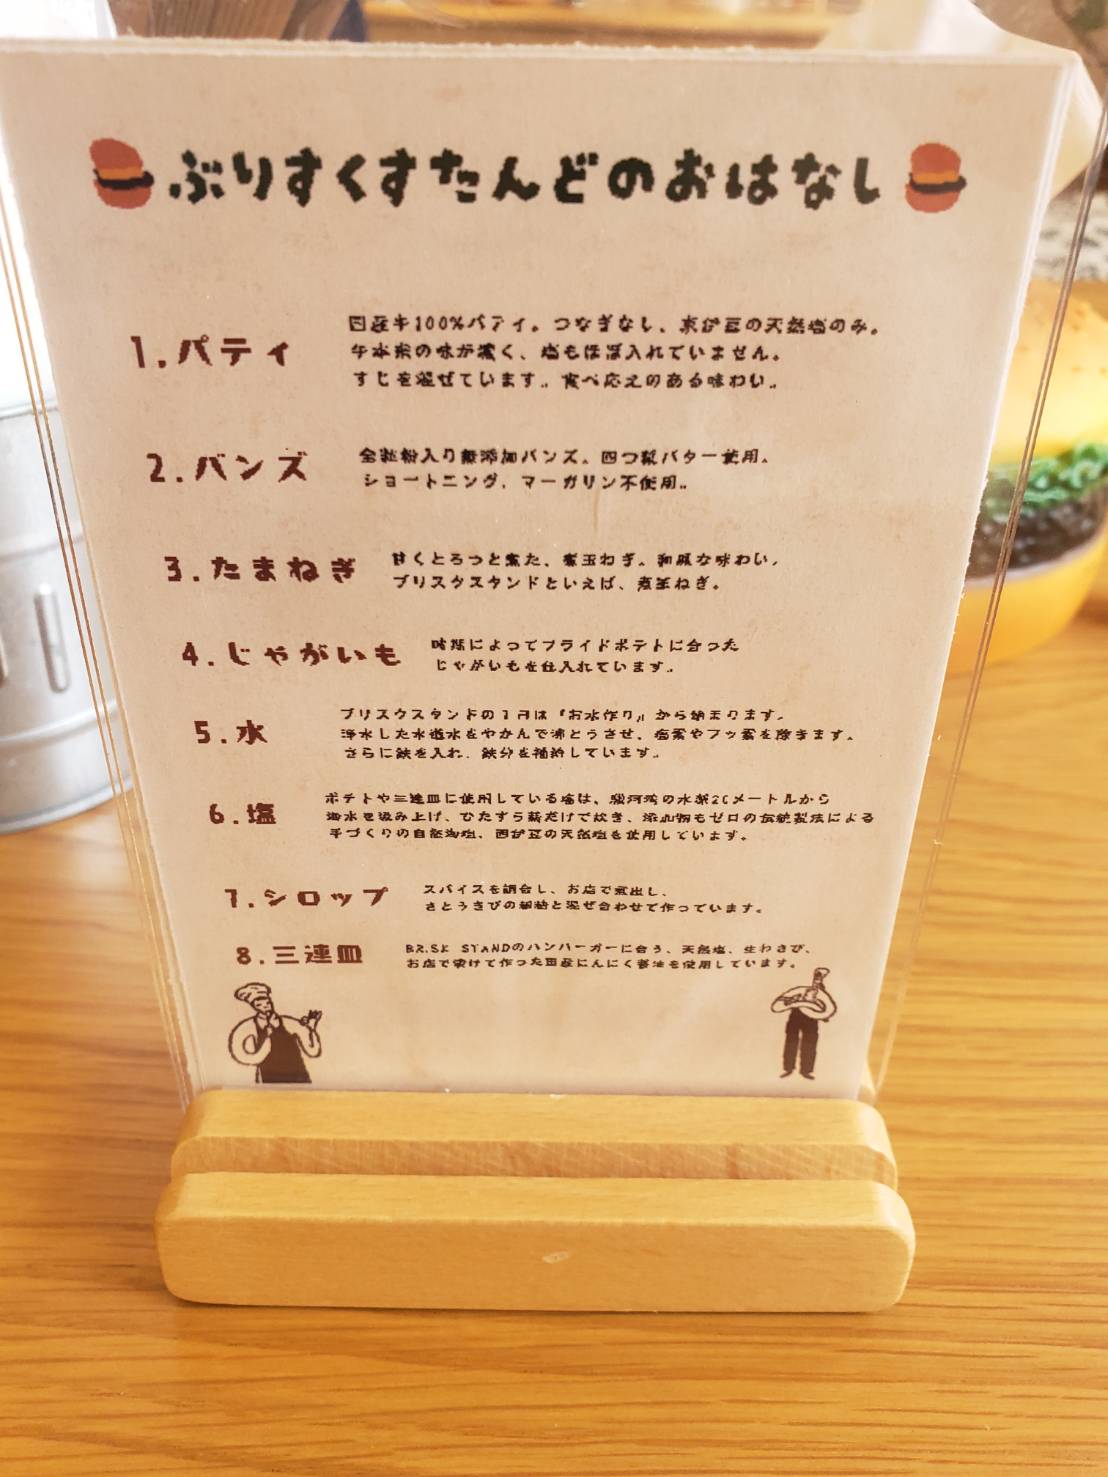 ぶりすくすたんどのおはなし
1.パティ
国産牛100%パティ。つなぎなし、東伊豆の天然塩のみ。
牛本来の味が濃く、塩もほぼ入れていません。
すじを混ぜています。食べ応えのある味わい。
2.バンズ
全粒粉入り無添加バンズ。四つ葉バター使用。
ショートニング、マーガリン不使用。
3.たまねぎ
甘くとろっと煮た、煮玉ねぎ。和風な味わい。
ブリスクスタンドといえば、煮玉ねぎ。
4.じゃがいも
時期によってフライドポテトに合った
じゃがいもを仕入れています。
5.水
ブリスクスタンドの1日は『お水作り』から始まります。
浄水した水道水をやかんで沸とうさせ、塩素やフッ素を除きます。
さらに鉄を入れ、鉄分を補給しています。
6.塩
ポテトや三連皿に使用している塩は、駿河湾の水深20メートルから
海水を汲み上げ、ひたすら薪だけで炊き、添加物もゼロの伝統製法による
手づくりの自然海塩、西伊豆の天然塩を使用しています。
7.シロップ
スパイスを調合し、お店で煮出し、
さとうきびの粗糖と混ぜ合わせて作っています。
8.三連皿
BRISK STANDのハンバーガーに合う、天然塩、生わさび、
お店で漬けて作った国産にんにく醤油を使用しています。